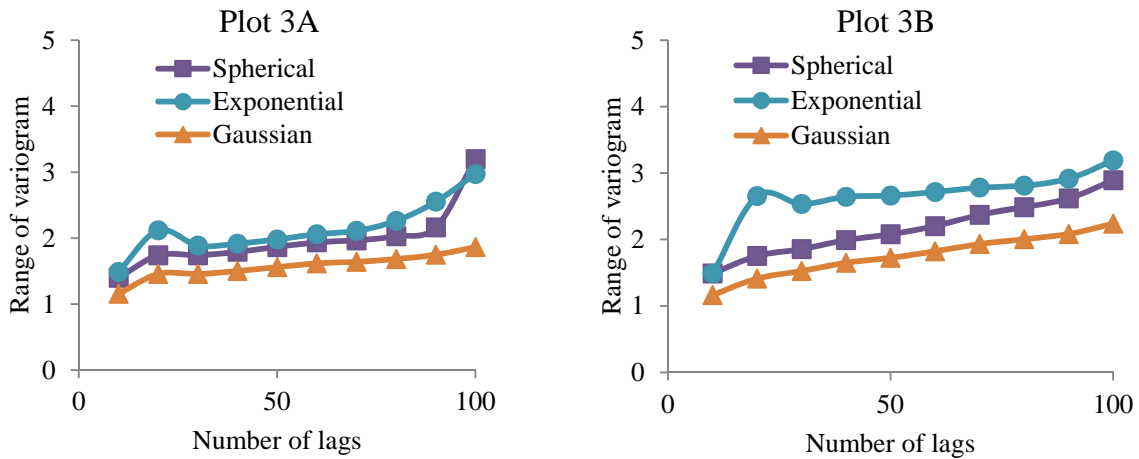 Plot 3A
5
4
3
2
1
0
0
50
100
Range of variogram
Number of lags
Spherical
Exponential
Gaussian
Plot 3B
5
4
3
2
1
0
0
50
100
Range of variogram
Number of lags
Spherical
Exponential
Gaussian